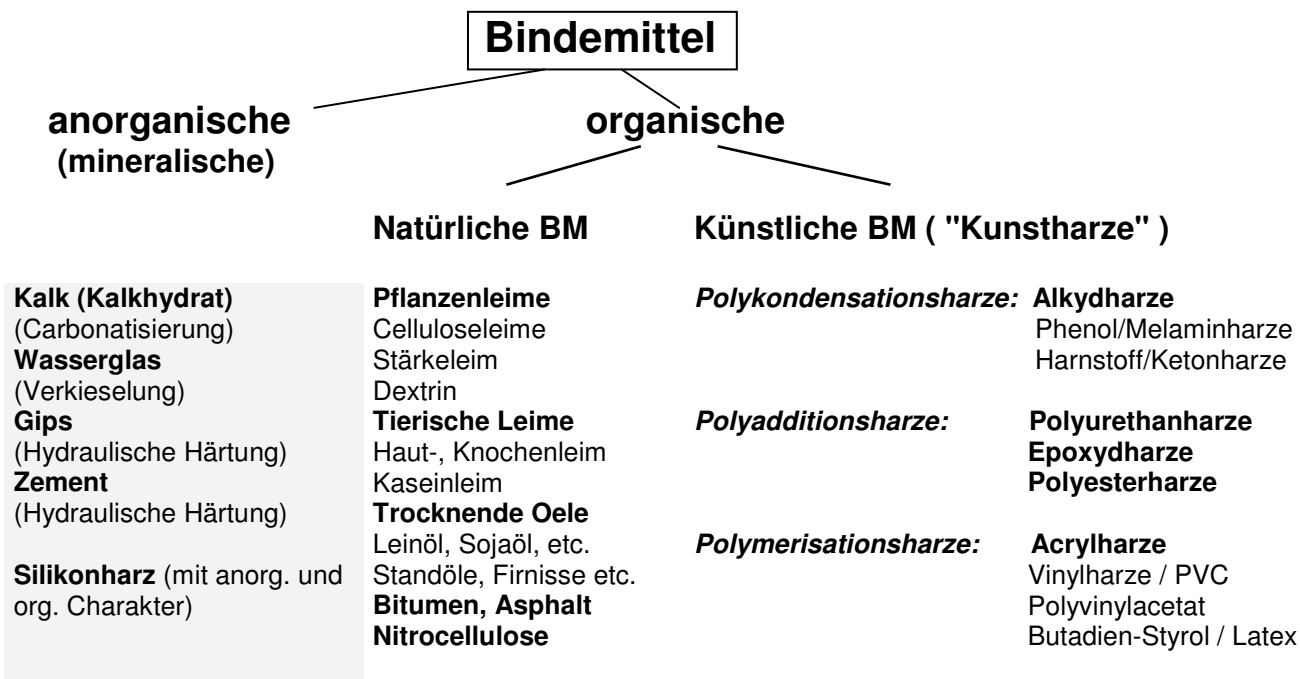 Bindemittel
anorganische
(mineralische)
organische
Natürliche BM
Künstliche BM ( "Kunstharze" )
Kalk (Kalkhydrat)
(Carbonatisierung)
Wasserglas
(Verkieselung)
Gips
(Hydraulische Härtung)
Zement
(Hydraulische Härtung)
Silikonharz (mit anorg. und
org. Charakter)
Pflanzenleime
Celluloseleime
Stärkeleim
Dextrin
Tierische Leime
Haut-, Knochenleim
Kaseinleim
Trocknende Oele
Leinöl, Sojaöl, etc.
Standöle, Firnisse etc.
Bitumen, Asphalt
Nitrocellulose
Polykondensationsharze: Alkydharze
Phenol/Melaminharze
Harnstoff/Ketonharze
Polyadditionsharze: Polyurethanharze
Epoxydharze
Polyesterharze
Polymerisationsharze: Acrylharze
Vinylharze / PVC
Polyvinylacetat
Butadien-Styrol / Latex